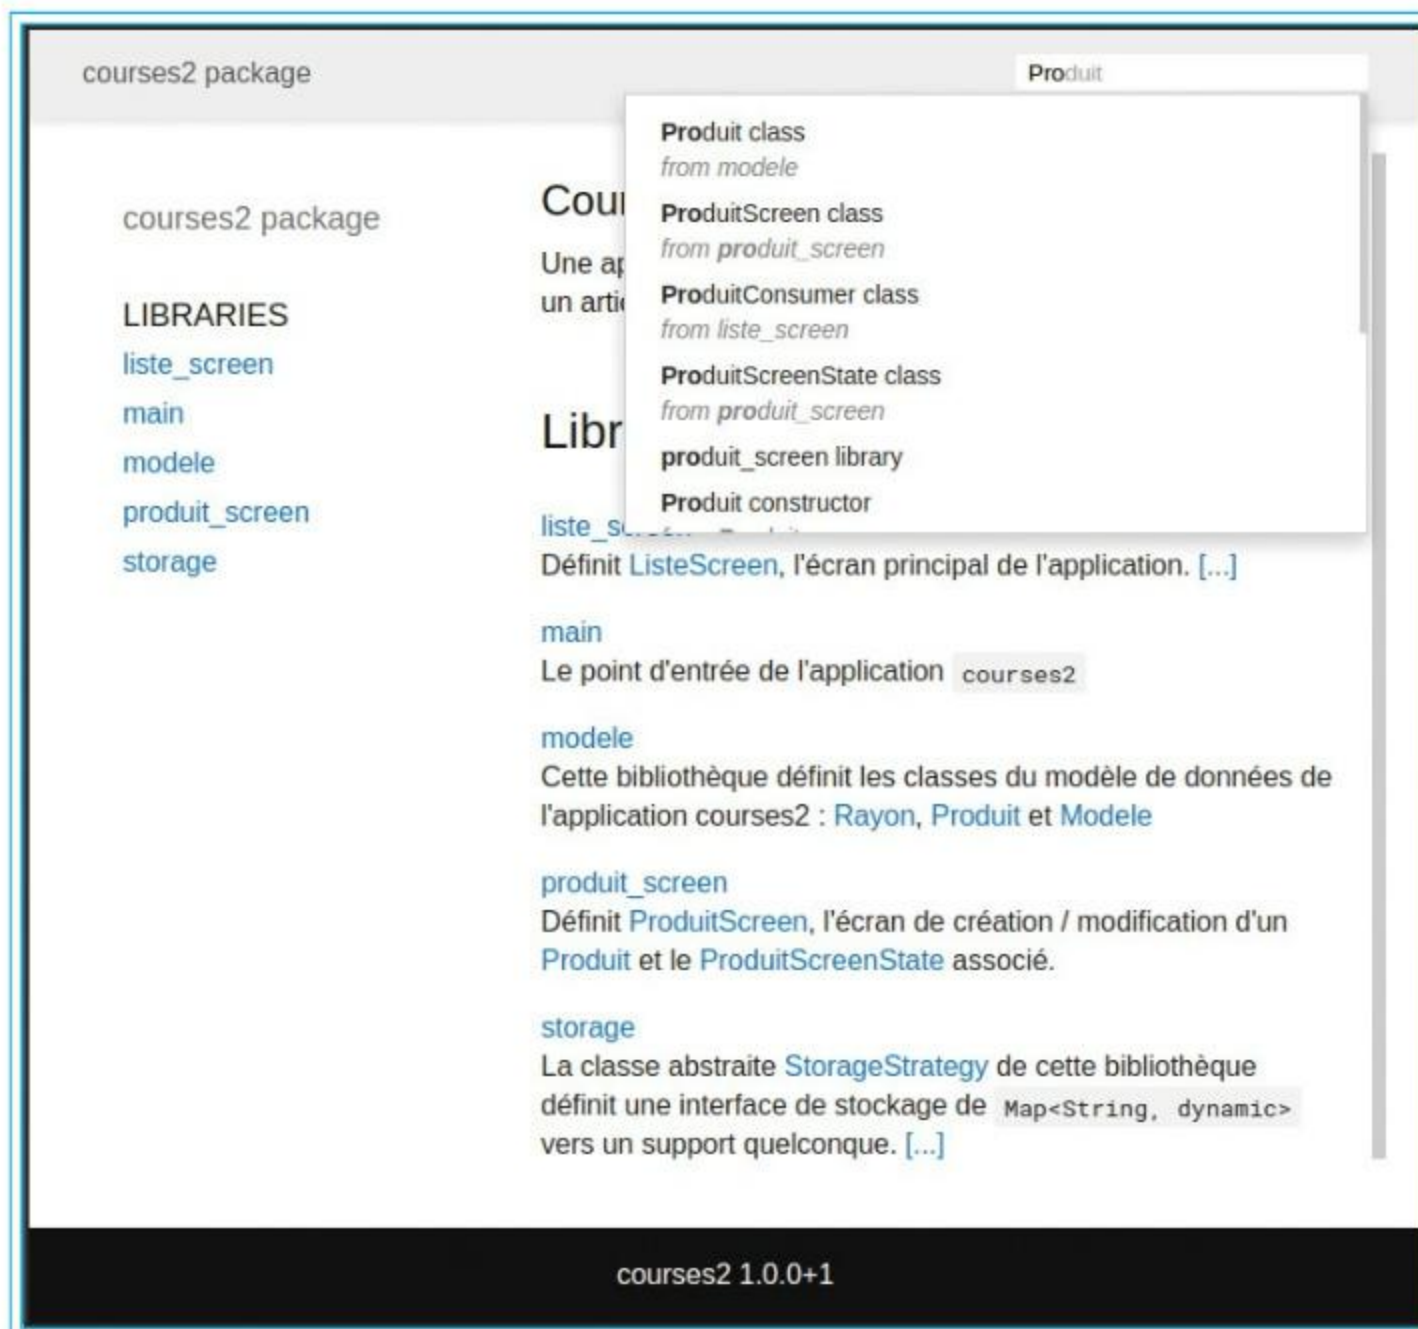 courses2 package
Produit
Produit class
from modele
ProduitScreen class
from produit_screen
ProduitConsumer class
from liste_screen
ProduitScreenState class
from produit_screen
produit_screen library
Produit constructor
courses2 package
LIBRARIES
liste_screen
main
modele
produit_screen
storage
Une
un
Définit ListeScreen, l'écran principal de l'application. [...]
main
Le point d'entrée de l'application courses2
modele
Cette bibliothèque définit les classes du modèle de données de
l'application courses2 : Rayon, Produit et Modele
produit_screen
Définit ProduitScreen, l'écran de création / modification d'un
Produit et le ProduitScreenState associé.
storage
La classe abstraite StorageStrategy de cette bibliothèque
définit une interface de stockage de Map<String, dynamic>
vers un support quelconque. [...]
courses2 1.0.0+1